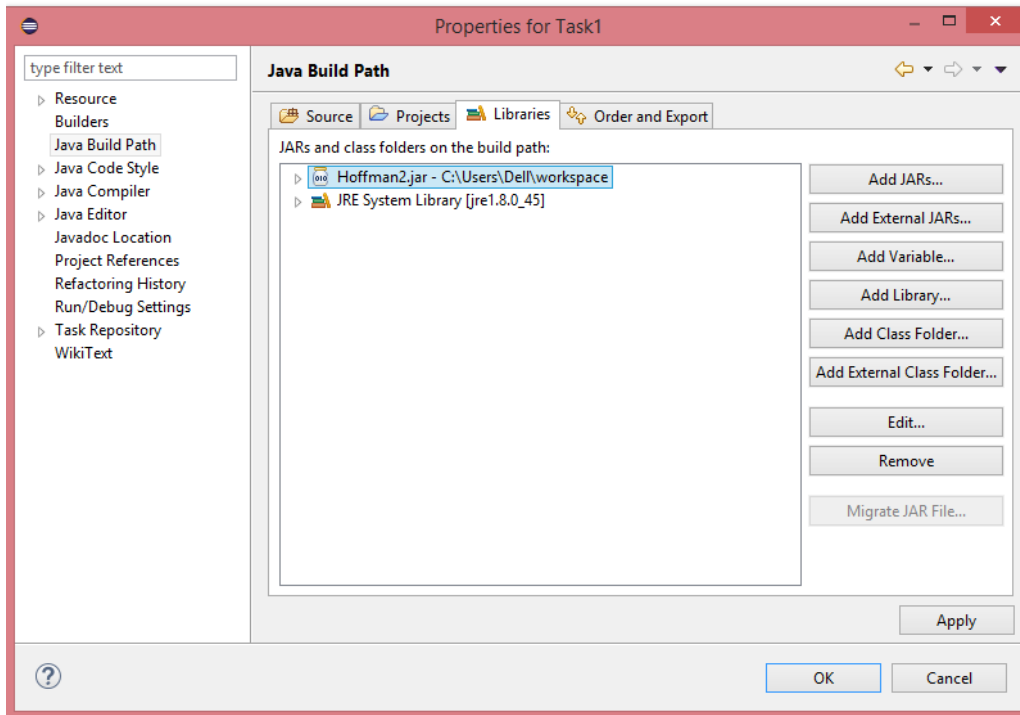 Properties for Task1
type filter text
Resource
Builders
Java Build Path
Java Code Style
Java Compiler
Java Editor
Javadoc Location
Project References
Refactoring History
Run/Debug Settings
Task Repository
WikiText
Java Build Path
Source Projects Libraries Order and Export
JARs and class folders on the build path:
Hoffman2.jar - C:\Users\Dell\workspace
JRE System Library [jre1.8.0_45]
Add JARs...
Add External JARs...
Add Variable...
Add Library...
Add Class Folder...
Add External Class Folder...
Edit...
Remove
Migrate JAR File...
Apply
OK Cancel